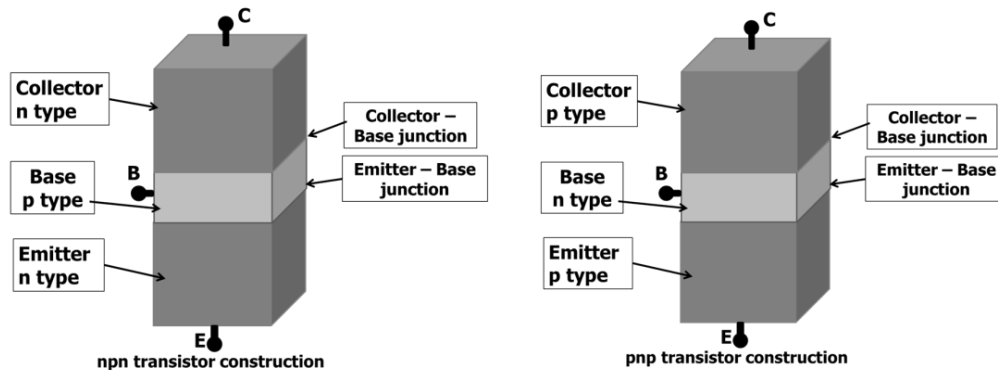 C
Collector
n type
Collector –
Base junction
B
Base
p type
Emitter – Base
junction
Emitter
n type
E
npn transistor construction
C
Collector
p type
Collector –
Base junction
B
Base
n type
Emitter – Base
junction
Emitter
p type
E
pnp transistor construction